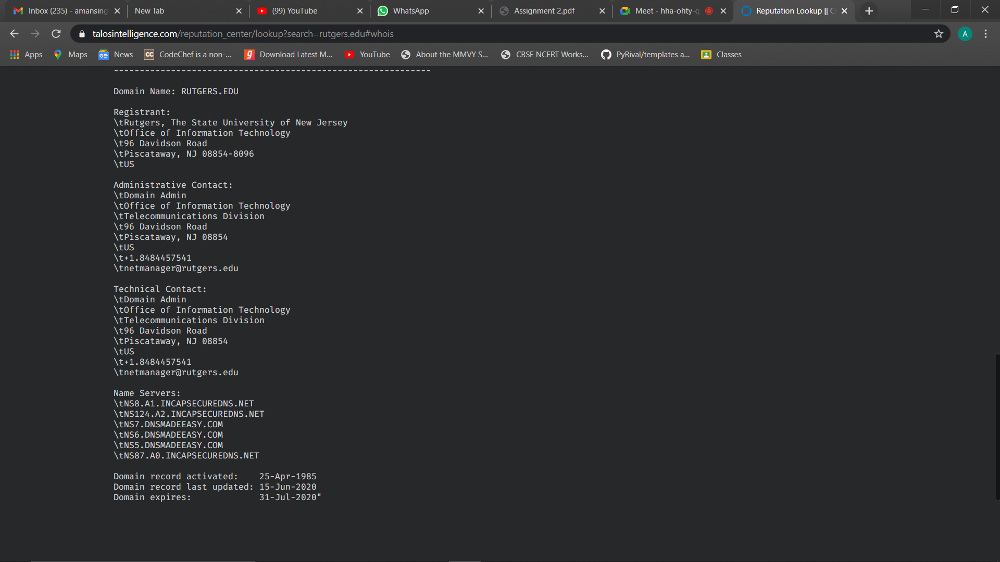 Inbox (235) - amansing
New Tab
(99) YouTube
WhatsApp
Assignment 2.pdf
Meet - hha-ohty-q
Reputation Lookup || C
talosintelligence.com/reputation_center/lookup?search=rutgers.edu#whois
A
Apps
Maps
News
CodeChef is a non-...
Download Latest M...
YouTube
About the MMVY S...
CBSE NCERT Works...
PyRival/templates a...
Classes
-------------------------------------------------------------
Domain Name: RUTGERS.EDU
Registrant:
\tRutgers, The State University of New Jersey
\tOffice of Information Technology
\t96 Davidson Road
\tPiscataway, NJ 08854-8096
\tUS
Administrative Contact:
\tDomain Admin
\tOffice of Information Technology
\tTelecommunications Division
\t96 Davidson Road
\tPiscataway, NJ 08854
\tUS
\t+1.8484457541
\tnetmanager@rutgers.edu
Technical Contact:
\tDomain Admin
\tOffice of Information Technology
\tTelecommunications Division
\t96 Davidson Road
\tPiscataway, NJ 08854
\tUS
\t+1.8484457541
\tnetmanager@rutgers.edu
Name Servers:
\tNS8.A1.INCAPSECUREDNS.NET
\tNS124.A2.INCAPSECUREDNS.NET
\tNS7.DNSMADEEASY.COM
\tNS6.DNSMADEEASY.COM
\tNS5.DNSMADEEASY.COM
\tNS87.A0.INCAPSECUREDNS.NET
Domain record activated:    25-Apr-1985
Domain record last updated: 15-Jun-2020
Domain expires:             31-Jul-2020"